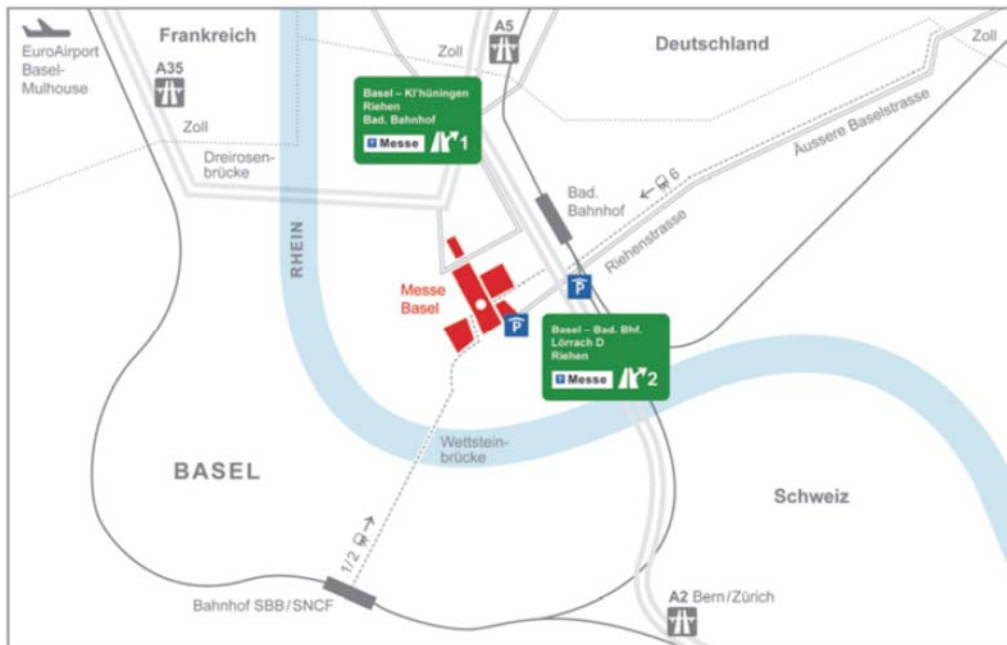 EuroAirport
Basel-
Mulhouse
Frankreich
A35
Zoll
A5
Deutschland
Zoll
Basel – Kl'hüningen
Riehen
Bad. Bahnhof
P Messe 1
Zoll
Dreirosen-
brücke
Äussere Baselstrasse
6
Bad.
Bahnhof
Riehenstrasse
RHEIN
Messe
Basel
P
P
Basel – Bad. Bhf.
Lörrach D
Riehen
P Messe 2
Wettstein-
brücke
BASEL
Schweiz
1/2
Bahnhof SBB/SNCF
A2 Bern/Zürich